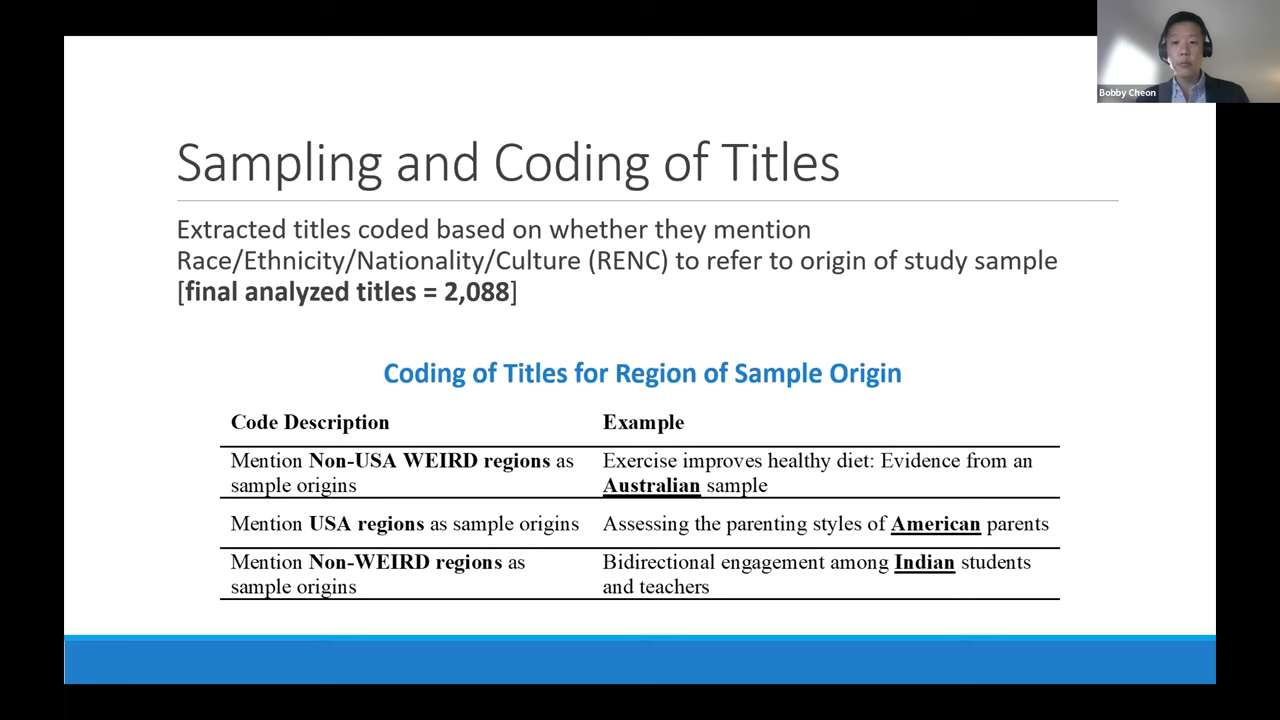 Bobby Cheon
Sampling and Coding of Titles
Extracted titles coded based on whether they mention
Race/Ethnicity/Nationality/Culture (RENC) to refer to origin of study sample
[final analyzed titles = 2,088]
Coding of Titles for Region of Sample Origin
Code Description Example
Mention Non-USA WEIRD regions as Exercise improves healthy diet: Evidence from an
sample origins Australian sample
Mention USA regions as sample origins Assessing the parenting styles of American parents
Mention Non-WEIRD regions as Bidirectional engagement among Indian students
sample origins and teachers